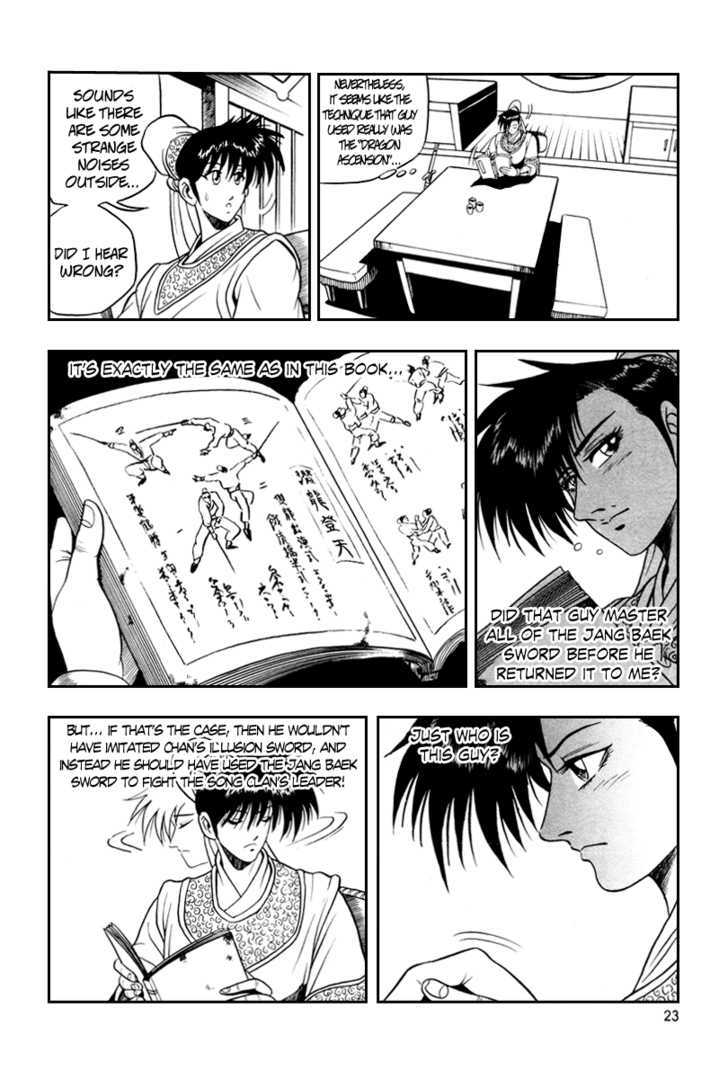 SOUNDS
LIKE THERE
ARE SOME
STRANGE
NOISES
OUTSIDE...
DID I HEAR
WRONG?
NEVERTHELESS,
IT SEEMS LIKE THE
TECHNIQUE THAT GUY
USED REALLY WAS
THE "DRAGON
ASCENSION"...
IT'S EXACTLY THE SAME AS IN THIS BOOK...
龍登天
DID THAT GUY MASTER
ALL OF THE JANG BAEK
SWORD BEFORE HE
RETURNED IT TO ME?
BUT... IF THAT'S THE CASE, THEN HE WOULDN'T
HAVE IMITATED CHAN'S ILLUSION SWORD, AND
INSTEAD HE SHOULD HAVE USED THE JANG BAEK
SWORD TO FIGHT THE SONG CLAN'S LEADER!
JUST WHO IS
THIS GUY?
23